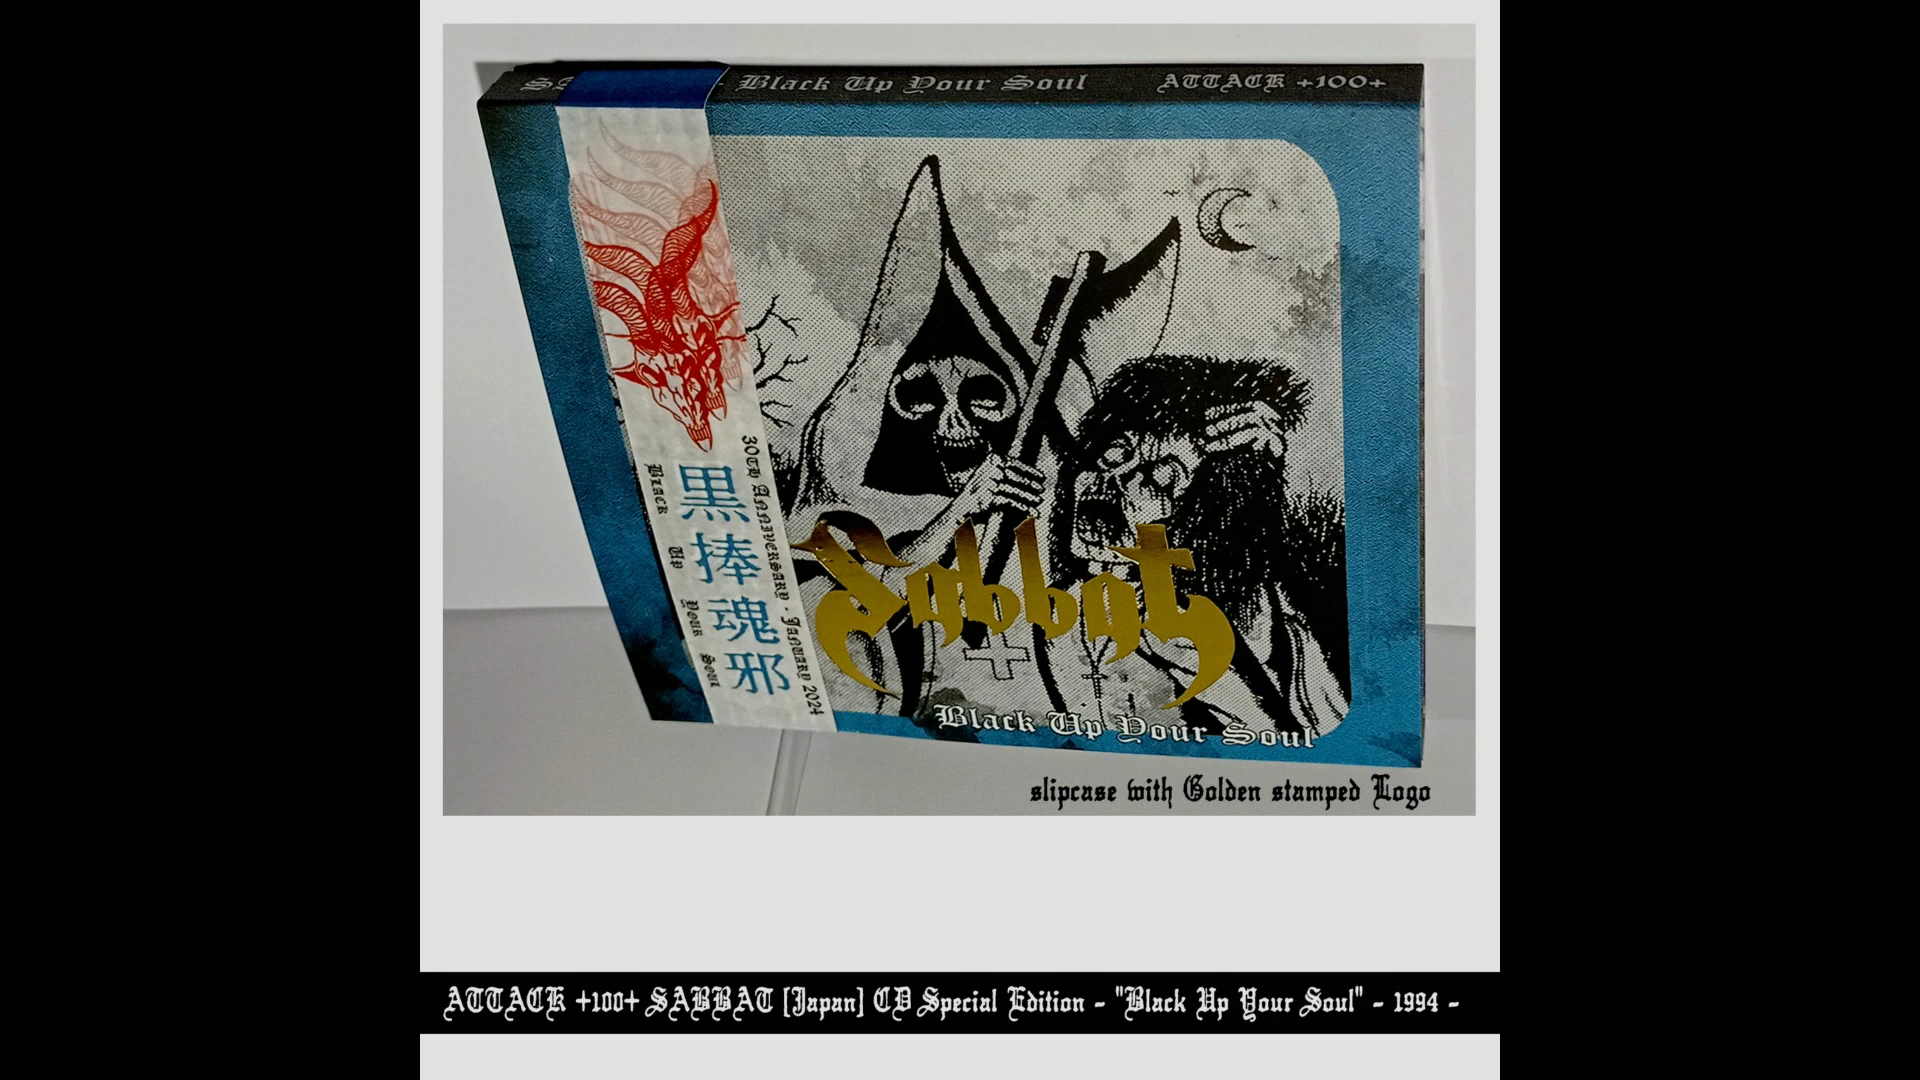 Black Up Your Soul ATTACK +100+
30th Anniversary - January 2024
黒捧魂邪
Black Up Your Soul
Sabbat
Black Up Your Soul
slipcase with Golden stamped Logo
ATTACK +100+ SABBAT [Japan] CD Special Edition - "Black Up Your Soul" - 1994 -